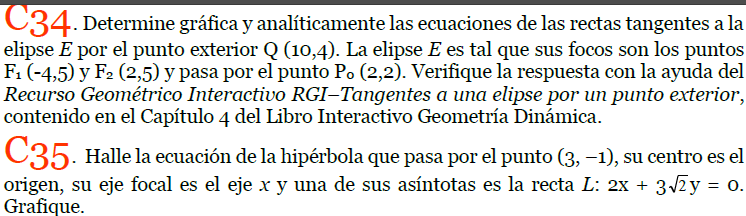 C34. Determine gráfica y analíticamente las ecuaciones de las rectas tangentes a la
elipse E por el punto exterior Q (10,4). La elipse E es tal que sus focos son los puntos
F₁ (-4,5) y F₂ (2,5) y pasa por el punto P₀ (2,2). Verifique la respuesta con la ayuda del
Recurso Geométrico Interactivo RGI–Tangentes a una elipse por un punto exterior,
contenido en el Capítulo 4 del Libro Interactivo Geometría Dinámica.
C35. Halle la ecuación de la hipérbola que pasa por el punto (3, –1), su centro es el
origen, su eje focal es el eje x y una de sus asíntotas es la recta L: 2x + 3√2y = 0.
Grafique.